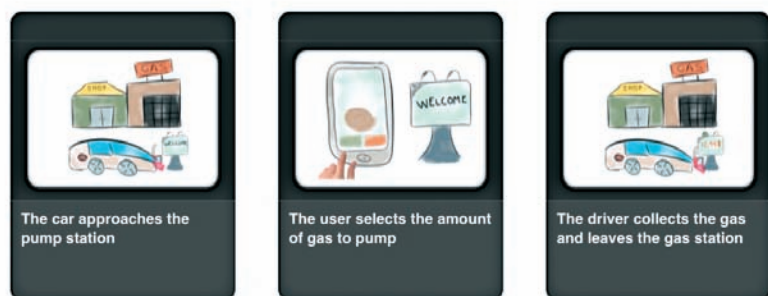 GAS
SHOP
WELCOME
The car approaches the
pump station
WELCOME
The user selects the amount
of gas to pump
GAS
SHOP
The driver collects the gas
and leaves the gas station